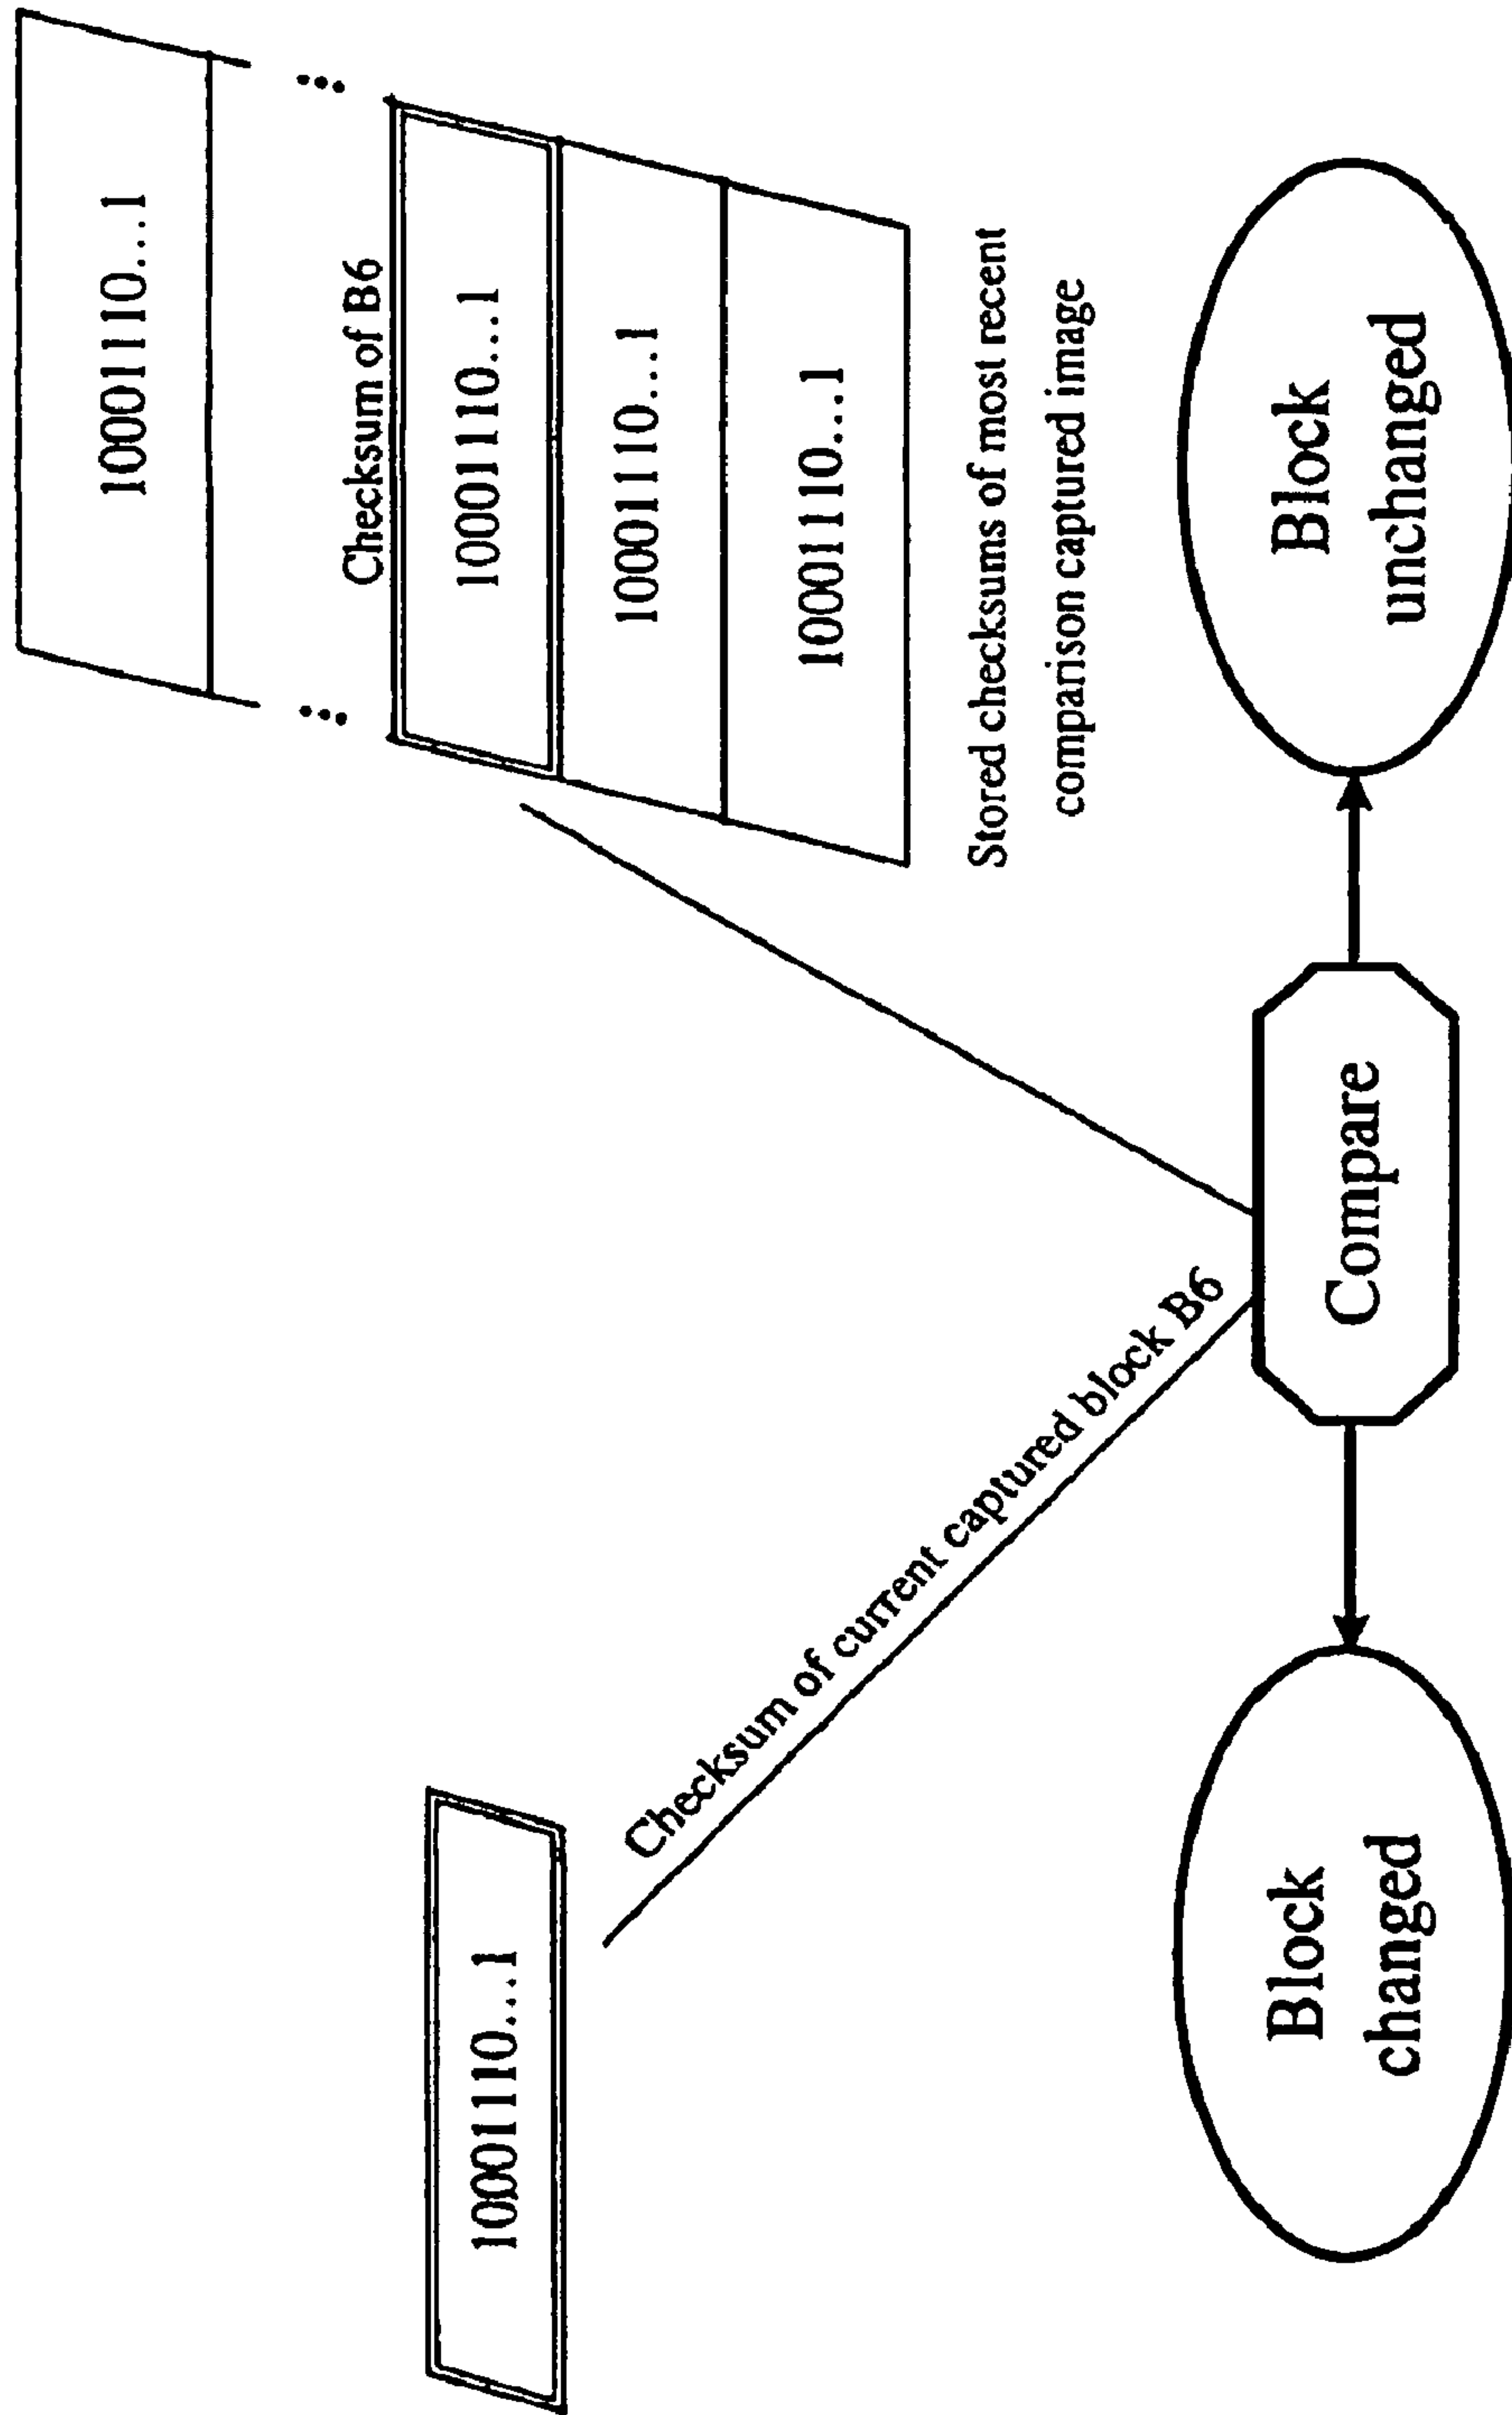 10001110...1
Checksum of B6
10001110...1
10001110...1
10001110...1
10001110...1
Stored checksums of most recent
comparison captured image
Checksum of current captured block B6
Compare
Block
changed
Block
unchanged